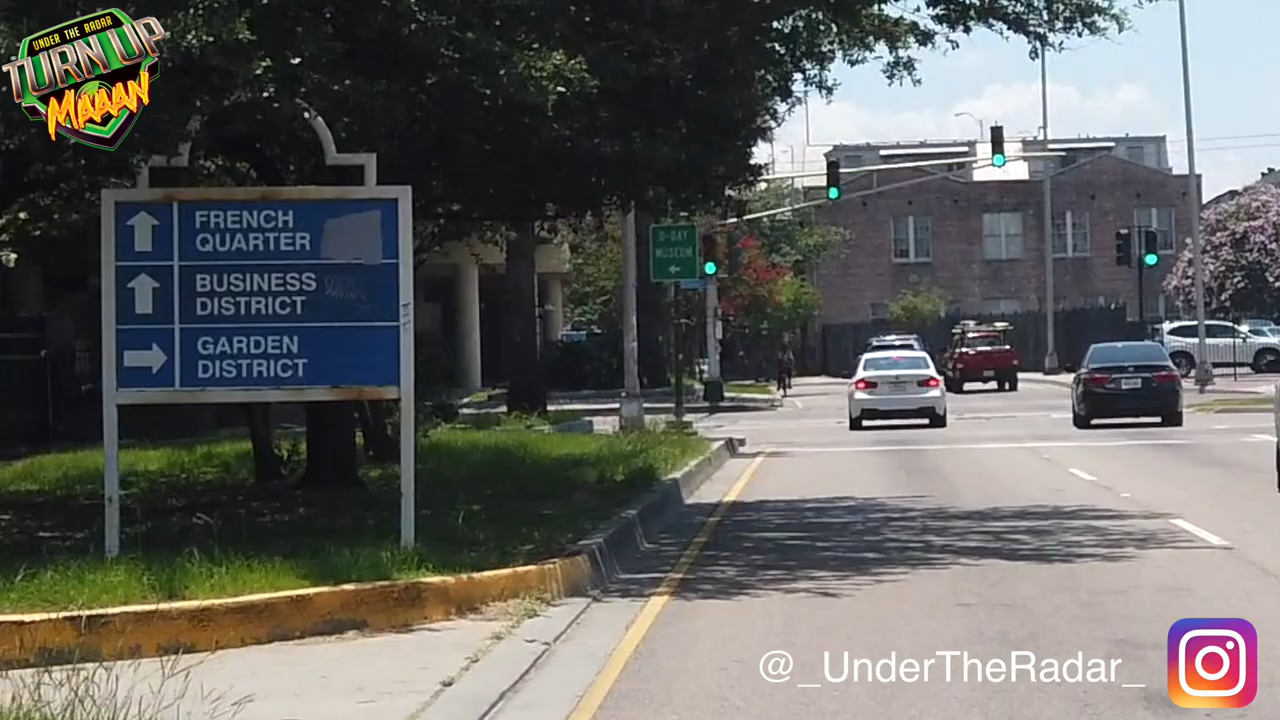 UNDER THE RADAR
TURN UP
MAAAN
FRENCH
QUARTER
BUSINESS
DISTRICT
GARDEN
DISTRICT
D-DAY
MUSEUM
@_UnderTheRadar_